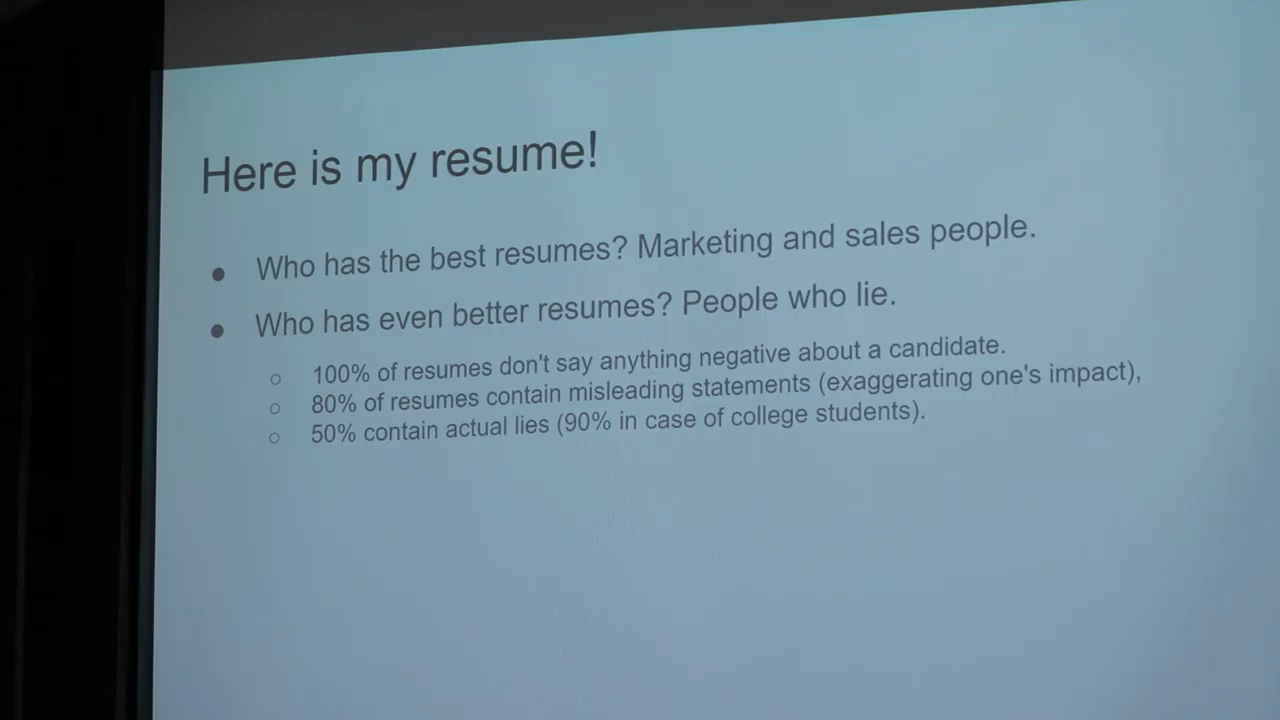 Here is my resume!
● Who has the best resumes? Marketing and sales people.
● Who has even better resumes? People who lie.
○ 100% of resumes don't say anything negative about a candidate.
○ 80% of resumes contain misleading statements (exaggerating one's impact),
○ 50% contain actual lies (90% in case of college students).